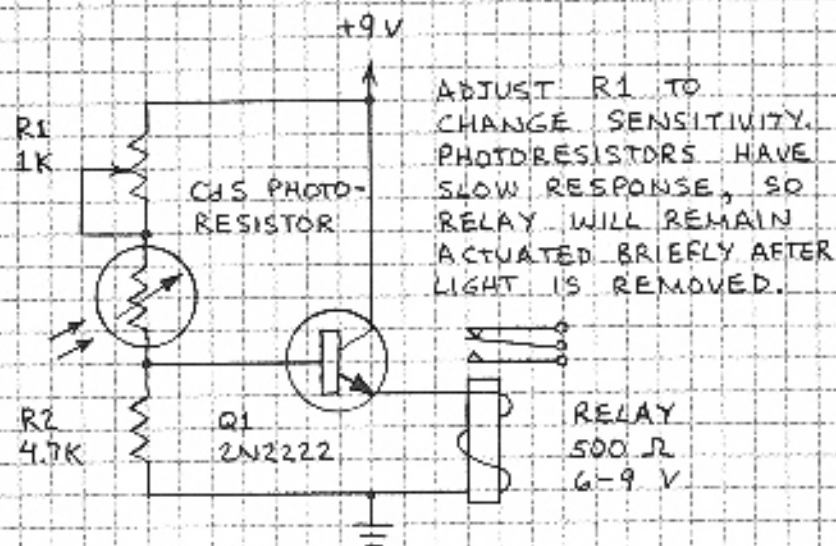 +9V
R1
1K
CdS PHOTO-
RESISTOR
ADJUST R1 TO
CHANGE SENSITIVITY.
PHOTORESISTORS HAVE
SLOW RESPONSE, SO
RELAY WILL REMAIN
ACTUATED BRIEFLY AFTER
LIGHT IS REMOVED.
R2
4.7K
Q1
2N2222
RELAY
500 Ω
6-9 V